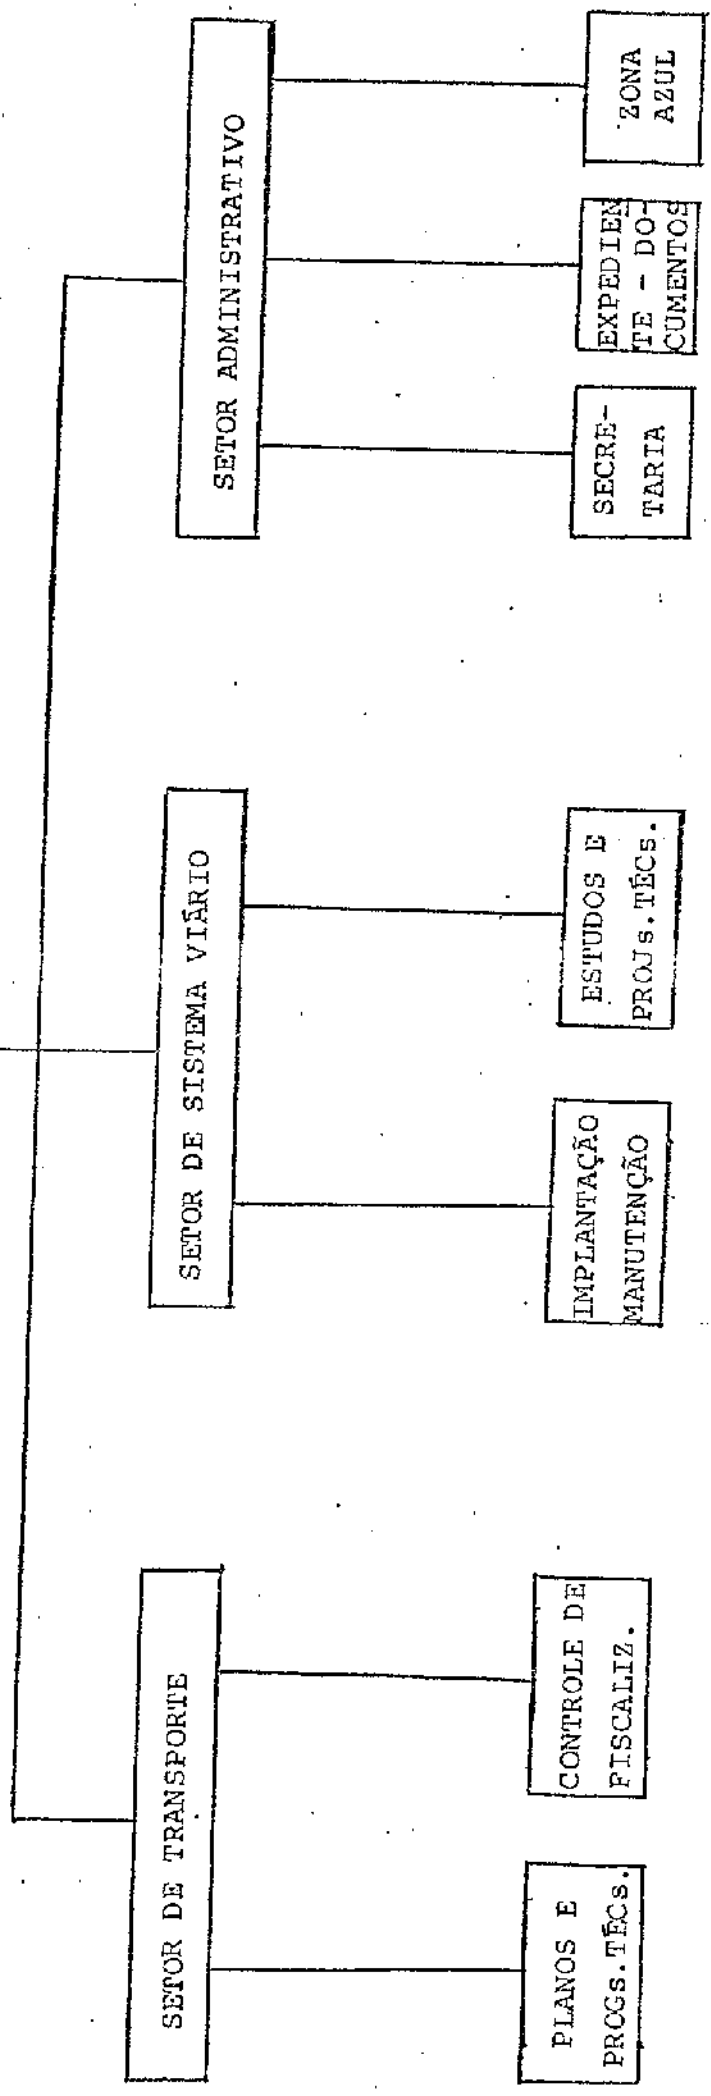 SETOR DE TRANSPORTE
SETOR DE SISTEMA VIÁRIO
SETOR ADMINISTRATIVO
PLANOS E
PROGs.TÉCs.
CONTROLE DE
FISCALIZ.
IMPLANTAÇÃO
MANUTENÇÃO
ESTUDOS E
PROJs.TÉCs.
SECRE-
TARIA
EXPEDIEN
TE - DO-
CUMENTOS
ZONA
AZUL